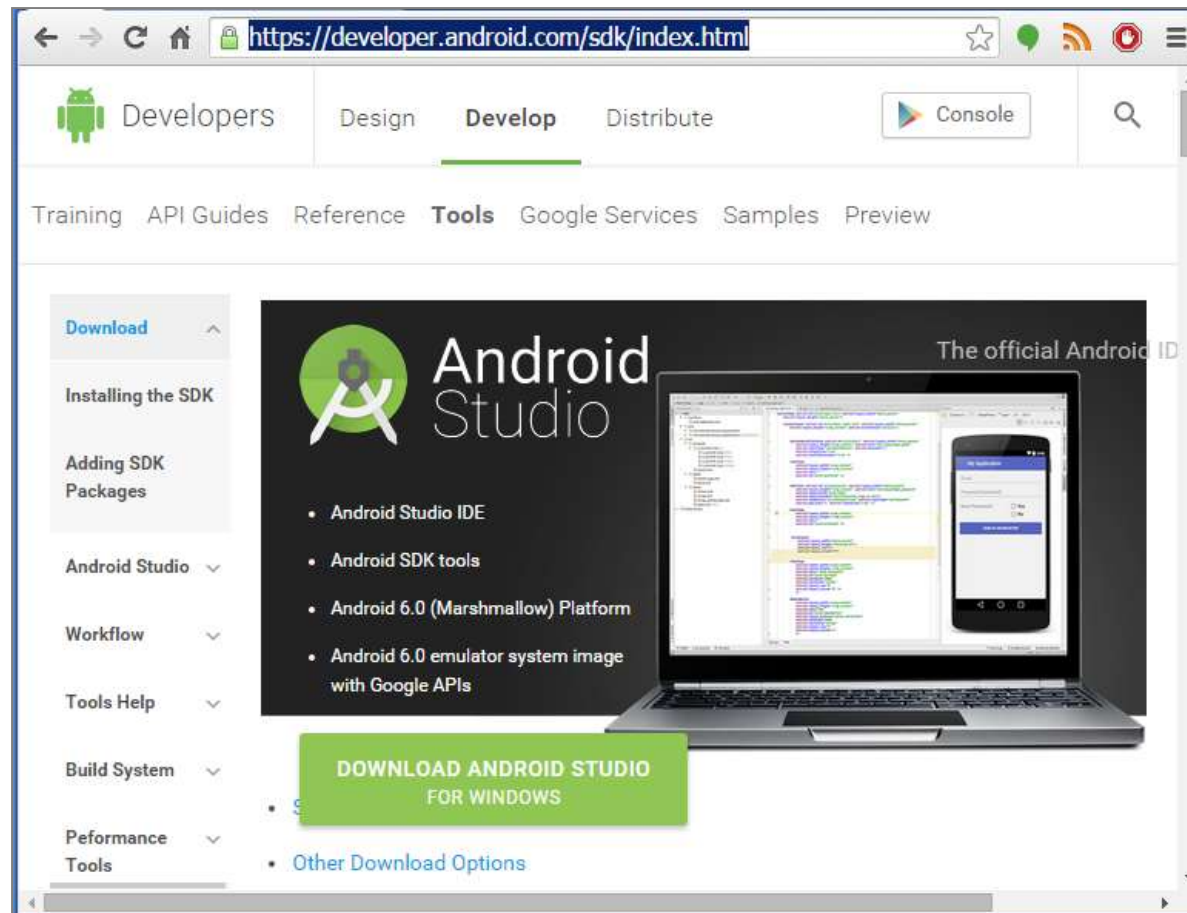 https://developer.android.com/sdk/index.html
Developers
Design
Develop
Distribute
Console
Training API Guides Reference Tools Google Services Samples Preview
Download
Installing the SDK
Adding SDK
Packages
Android Studio
Workflow
Tools Help
Build System
Peformance
Tools
Android
Studio
The official Android ID
• Android Studio IDE
• Android SDK tools
• Android 6.0 (Marshmallow) Platform
• Android 6.0 emulator system image
with Google APIs
DOWNLOAD ANDROID STUDIO
FOR WINDOWS
• S
• Other Download Options